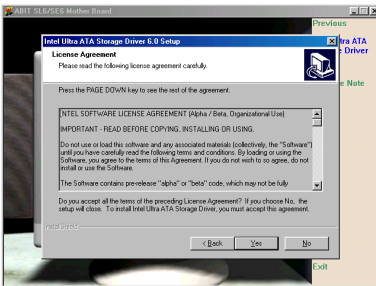 ABIT SL6/SE6 Mother Board
Previous
Intel Ultra ATA Storage Driver 6.0 Setup
tra ATA
e Driver
License Agreement
Please read the following license agreement carefully.
e Note
Press the PAGE DOWN key to see the rest of the agreement.
NTEL SOFTWARE LICENSE AGREEMENT (Alpha / Beta, Organizational Use)
IMPORTANT - READ BEFORE COPYING, INSTALLING OR USING.
Do not use or load this software and any associated materials (collectively, the "Software")
until you have carefully read the following terms and conditions. By loading or using the
Software, you agree to the terms of this Agreement. If you do not wish to so agree, do not
install or use the Software.
The Software contains pre-release "alpha" or "beta" code, which may not be fully
Do you accept all the terms of the preceding License Agreement? If you choose No, the
setup will close. To install Intel Ultra ATA Storage Driver, you must accept this agreement.
InstallShield
< Back
Yes
No
Exit